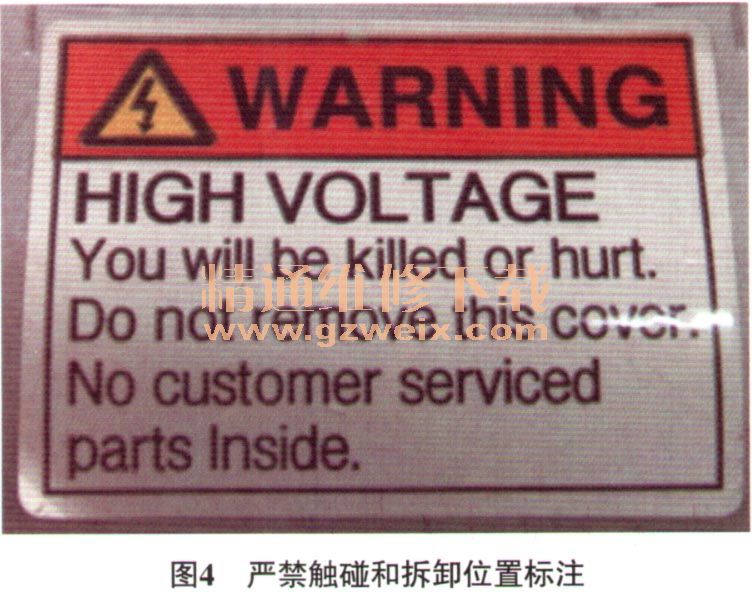 WARNING
HIGH VOLTAGE
You will be killed or hurt.
Do not remove this cover.
No customer serviced
parts Inside.
精通维修下载
www.gzweix.com
图4 严禁触碰和拆卸位置标注